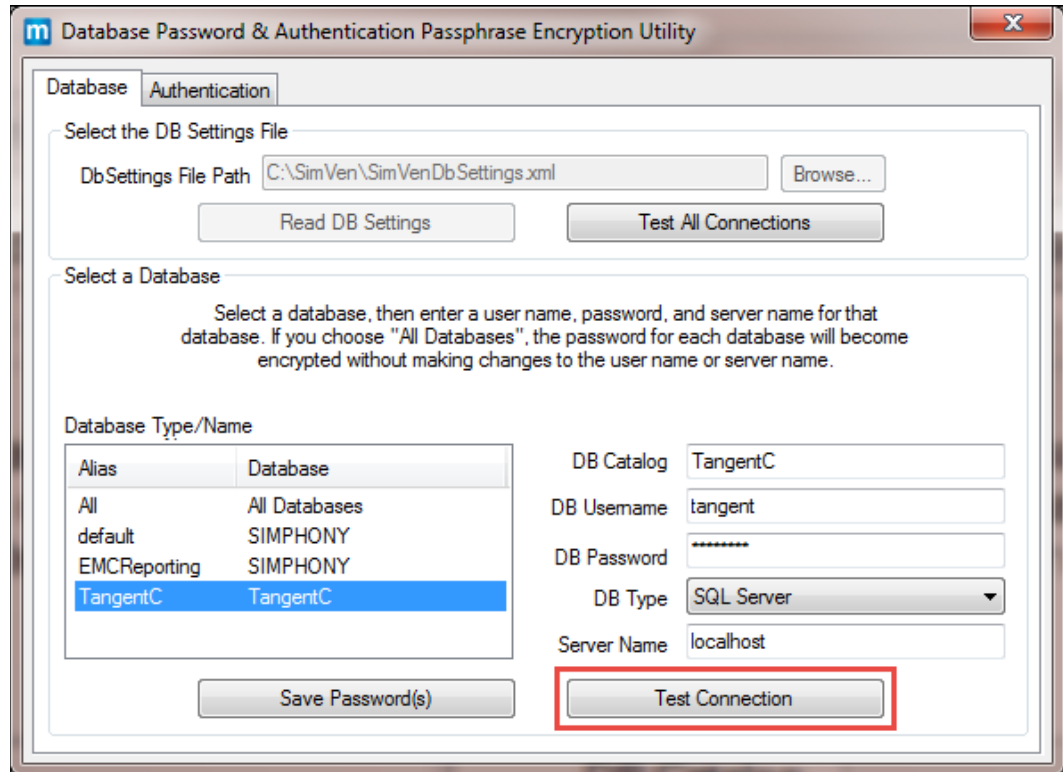 m Database Password & Authentication Passphrase Encryption Utility
Database Authentication
Select the DB Settings File
DbSettings File Path C:\SimVen\SimVenDbSettings.xml Browse...
Read DB Settings Test All Connections
Select a Database
Select a database, then enter a user name, password, and server name for that
database. If you choose "All Databases", the password for each database will become
encrypted without making changes to the user name or server name.
Database Type/Name
Alias Database
All All Databases
default SIMPHONY
EMCReporting SIMPHONY
TangentC TangentC
DB Catalog TangentC
DB Username tangent
DB Password ********
DB Type SQL Server
Server Name localhost
Save Password(s) Test Connection